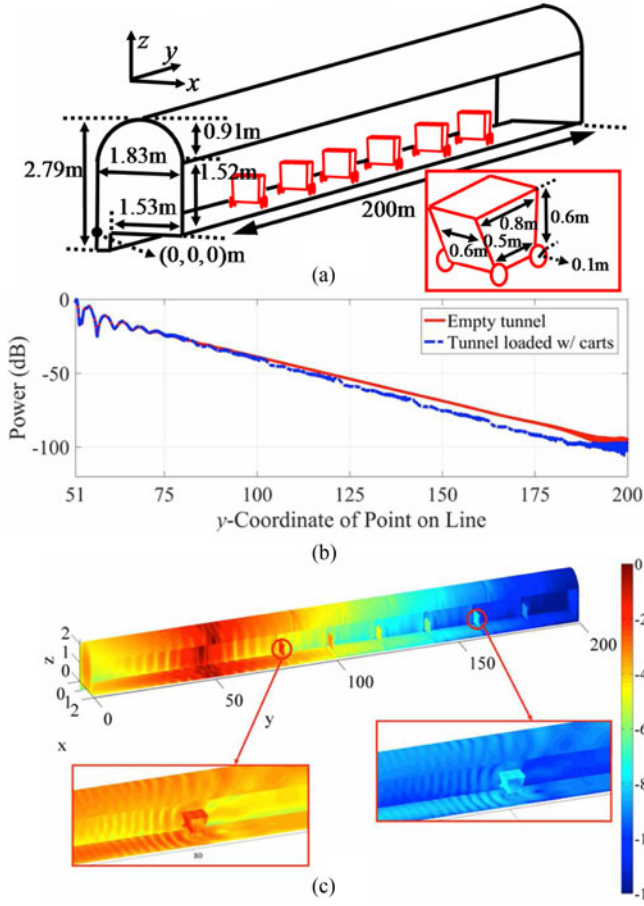 z
y
x
0.91m
2.79m
1.83m
1.52m
1.53m
200m
(0,0,0)m
0.8m
0.6m
0.6m
0.5m
0.1m
(a)
0
-50
-100
Power (dB)
Empty tunnel
Tunnel loaded w/ carts
51 75 100 125 150 175 200
y-Coordinate of Point on Line
(b)
0
2
1
0
z
0
1
2
x
0
50
100
150
200
y
80
(c)